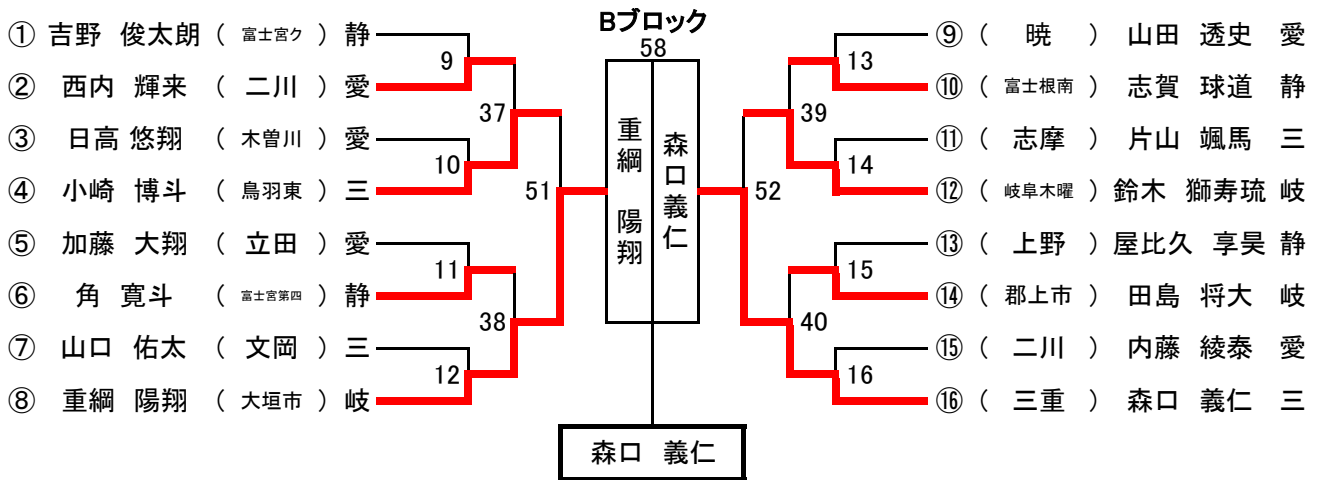 Bブロック
58
① 吉野 俊太朗 ( 富士宮ク ) 静
② 西内 輝来 ( 二川 ) 愛
③ 日高 悠翔 ( 木曽川 ) 愛
④ 小崎 博斗 ( 鳥羽東 ) 三
⑤ 加藤 大翔 ( 立田 ) 愛
⑥ 角 寛斗 ( 富士宮第四 ) 静
⑦ 山口 佑太 ( 文岡 ) 三
⑧ 重綱 陽翔 ( 大垣市 ) 岐
9
10
11
12
37
38
51
重綱 陽翔
森口義仁
52
39
40
13
14
15
16
⑨ ( 暁 ) 山田 透史 愛
⑩ ( 富士根南 ) 志賀 球道 静
⑪ ( 志摩 ) 片山 颯馬 三
⑫ ( 岐阜木曜 ) 鈴木 獅寿琉 岐
⑬ ( 上野 ) 屋比久 享昊 静
⑭ ( 郡上市 ) 田島 将大 岐
⑮ ( 二川 ) 内藤 綾泰 愛
⑯ ( 三重 ) 森口 義仁 三
森口 義仁